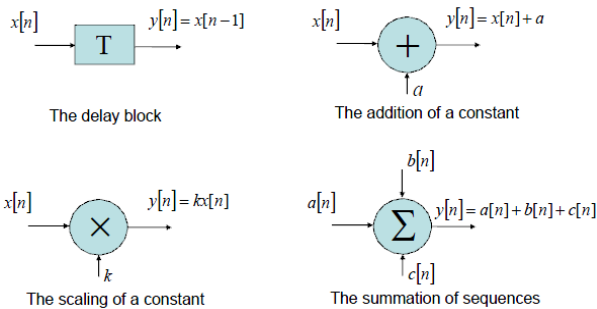 x[n] T y[n] = x[n−1]
The delay block
x[n] + y[n] = x[n] + a
a
The addition of a constant
x[n] × y[n] = kx[n]
k
The scaling of a constant
b[n]
a[n] Σ y[n] = a[n] + b[n] + c[n]
c[n]
The summation of sequences